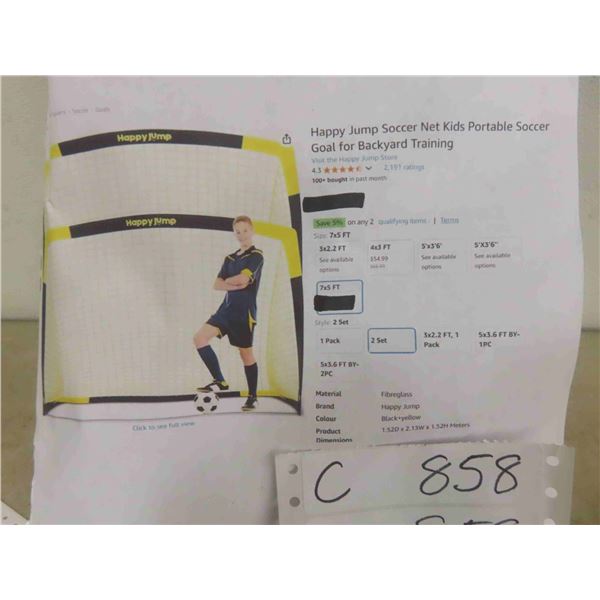 Soccer › Goals
Happy Jump
Happy Jump
Click to see full view
Happy Jump Soccer Net Kids Portable Soccer
Goal for Backyard Training
Visit the Happy Jump Store
4.3 2,191 ratings
100+ bought in past month
Save 5% on any 2 qualifying items | Terms
Size: 7x5 FT
3x2.2 FT 4x3 FT 5'x3'6' 5'X3'6''
See available $54.99 See available See available
options options options
7x5 FT
Style: 2 Set
1 Pack 2 Set 3x2.2 FT, 1 5x3.6 FT BY-
Pack 1PC
5x3.6 FT BY-
2PC
Material Fibreglass
Brand Happy Jump
Colour Black+yellow
Product 1.52D x 2.13W x 1.52H Meters
Dimensions
C 858